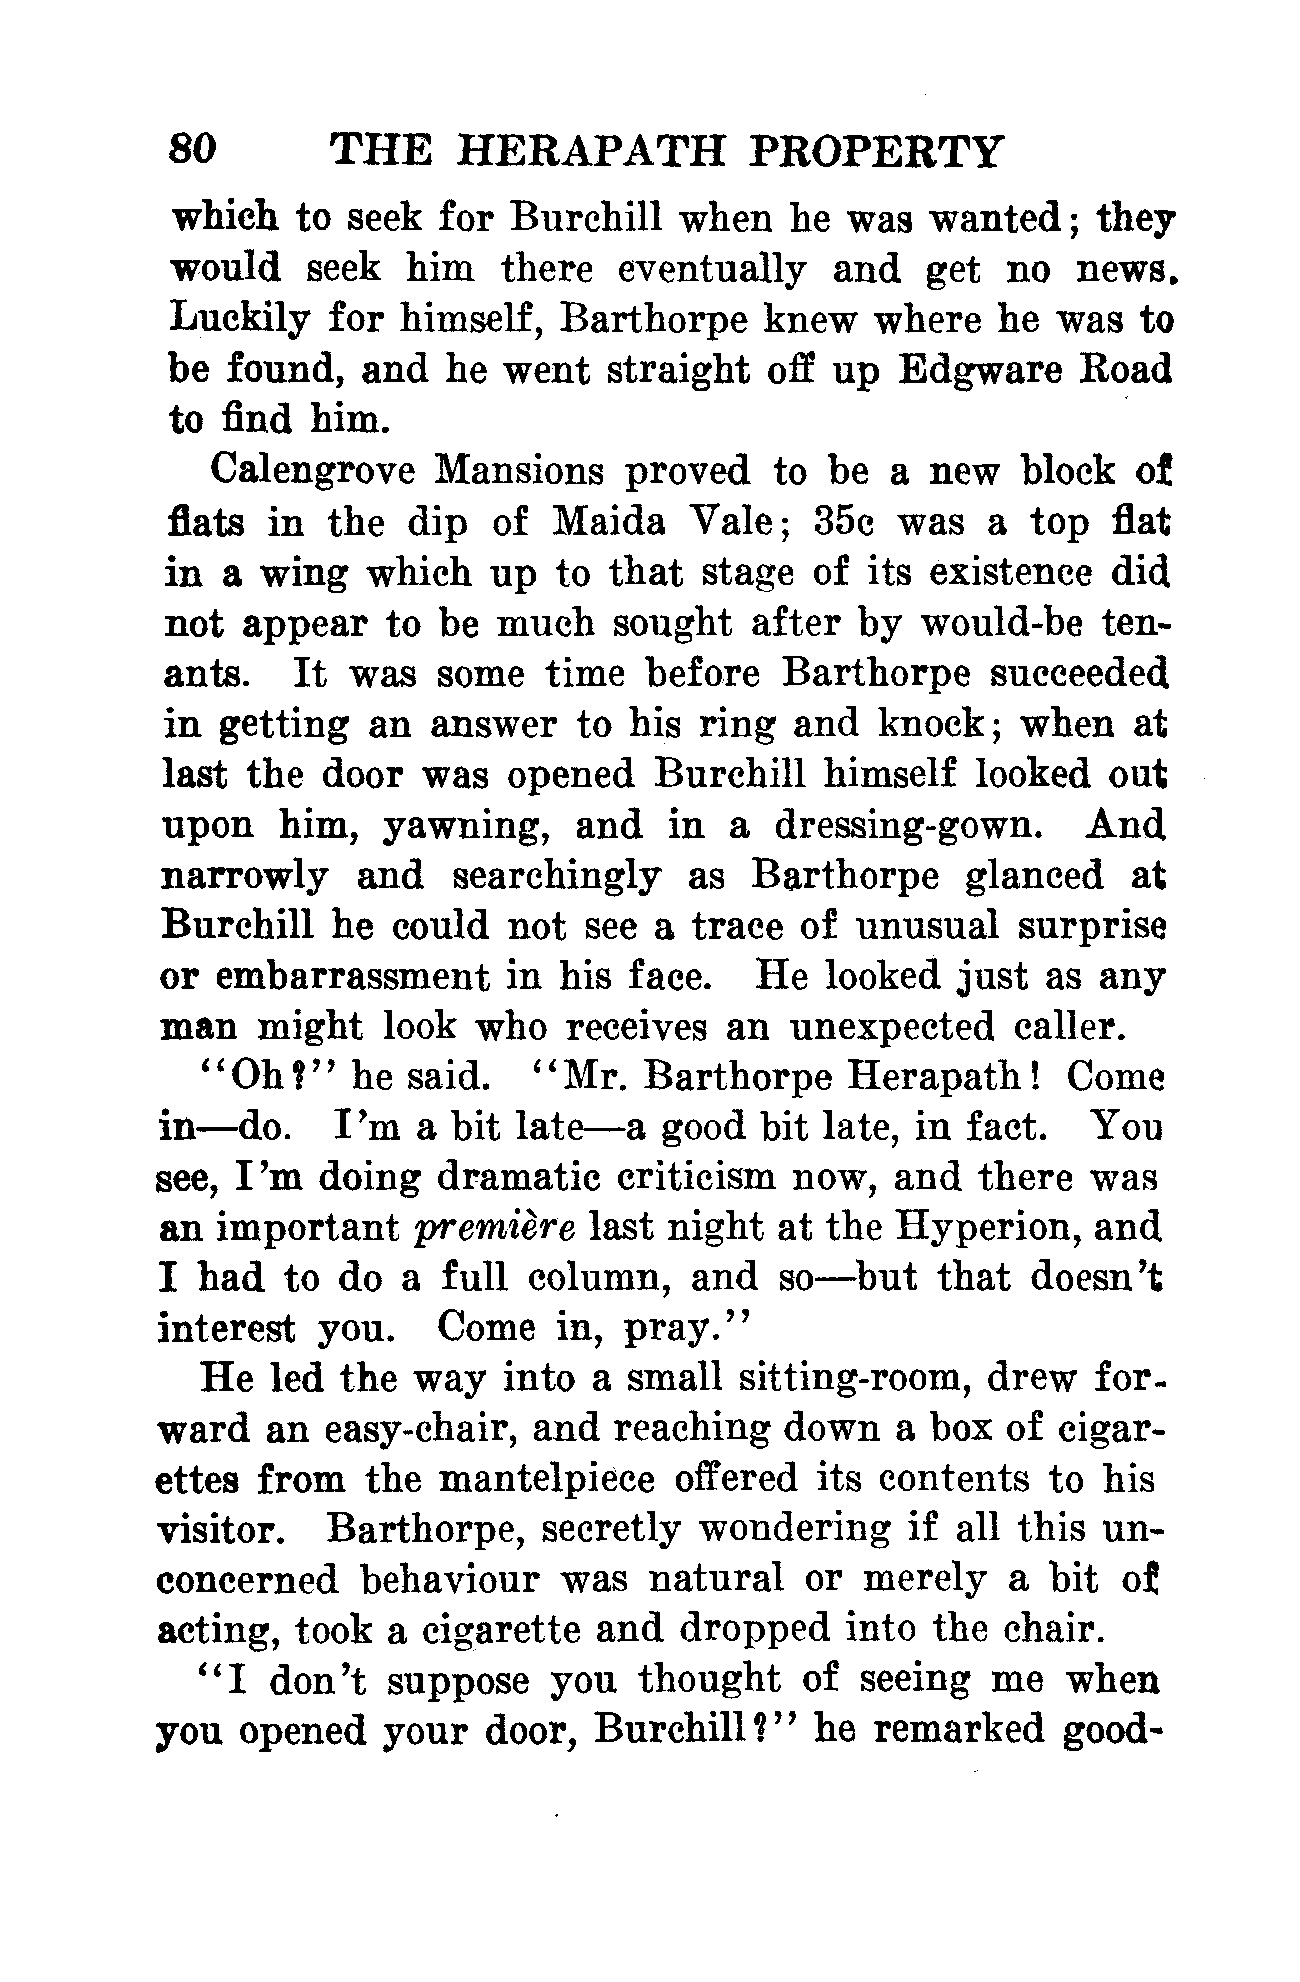 80 THE HERAPATH PROPERTY
which to seek for Burchill when he was wanted; they
would seek him there eventually and get no news.
Luckily for himself, Barthorpe knew where he was to
be found, and he went straight off up Edgware Road
to find him.
Calengrove Mansions proved to be a new block of
flats in the dip of Maida Vale; 35c was a top flat
in a wing which up to that stage of its existence did
not appear to be much sought after by would-be ten-
ants. It was some time before Barthorpe succeeded
in getting an answer to his ring and knock; when at
last the door was opened Burchill himself looked out
upon him, yawning, and in a dressing-gown. And
narrowly and searchingly as Barthorpe glanced at
Burchill he could not see a trace of unusual surprise
or embarrassment in his face. He looked just as any
man might look who receives an unexpected caller.
"Oh?" he said. "Mr. Barthorpe Herapath! Come
in—do. I'm a bit late—a good bit late, in fact. You
see, I'm doing dramatic criticism now, and there was
an important première last night at the Hyperion, and
I had to do a full column, and so—but that doesn't
interest you. Come in, pray."
He led the way into a small sitting-room, drew for-
ward an easy-chair, and reaching down a box of cigar-
ettes from the mantelpiece offered its contents to his
visitor. Barthorpe, secretly wondering if all this un-
concerned behaviour was natural or merely a bit of
acting, took a cigarette and dropped into the chair.
"I don't suppose you thought of seeing me when
you opened your door, Burchill?" he remarked good-